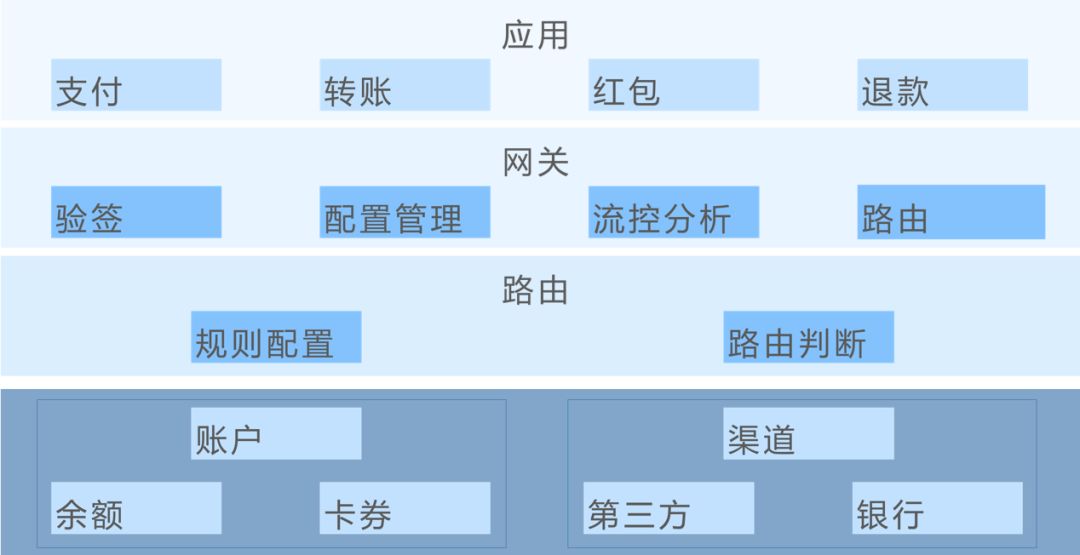 应用
支付
转账
红包
退款
网关
验签
配置管理
流控分析
路由
路由
规则配置
路由判断
账户
余额
卡券
渠道
第三方
银行